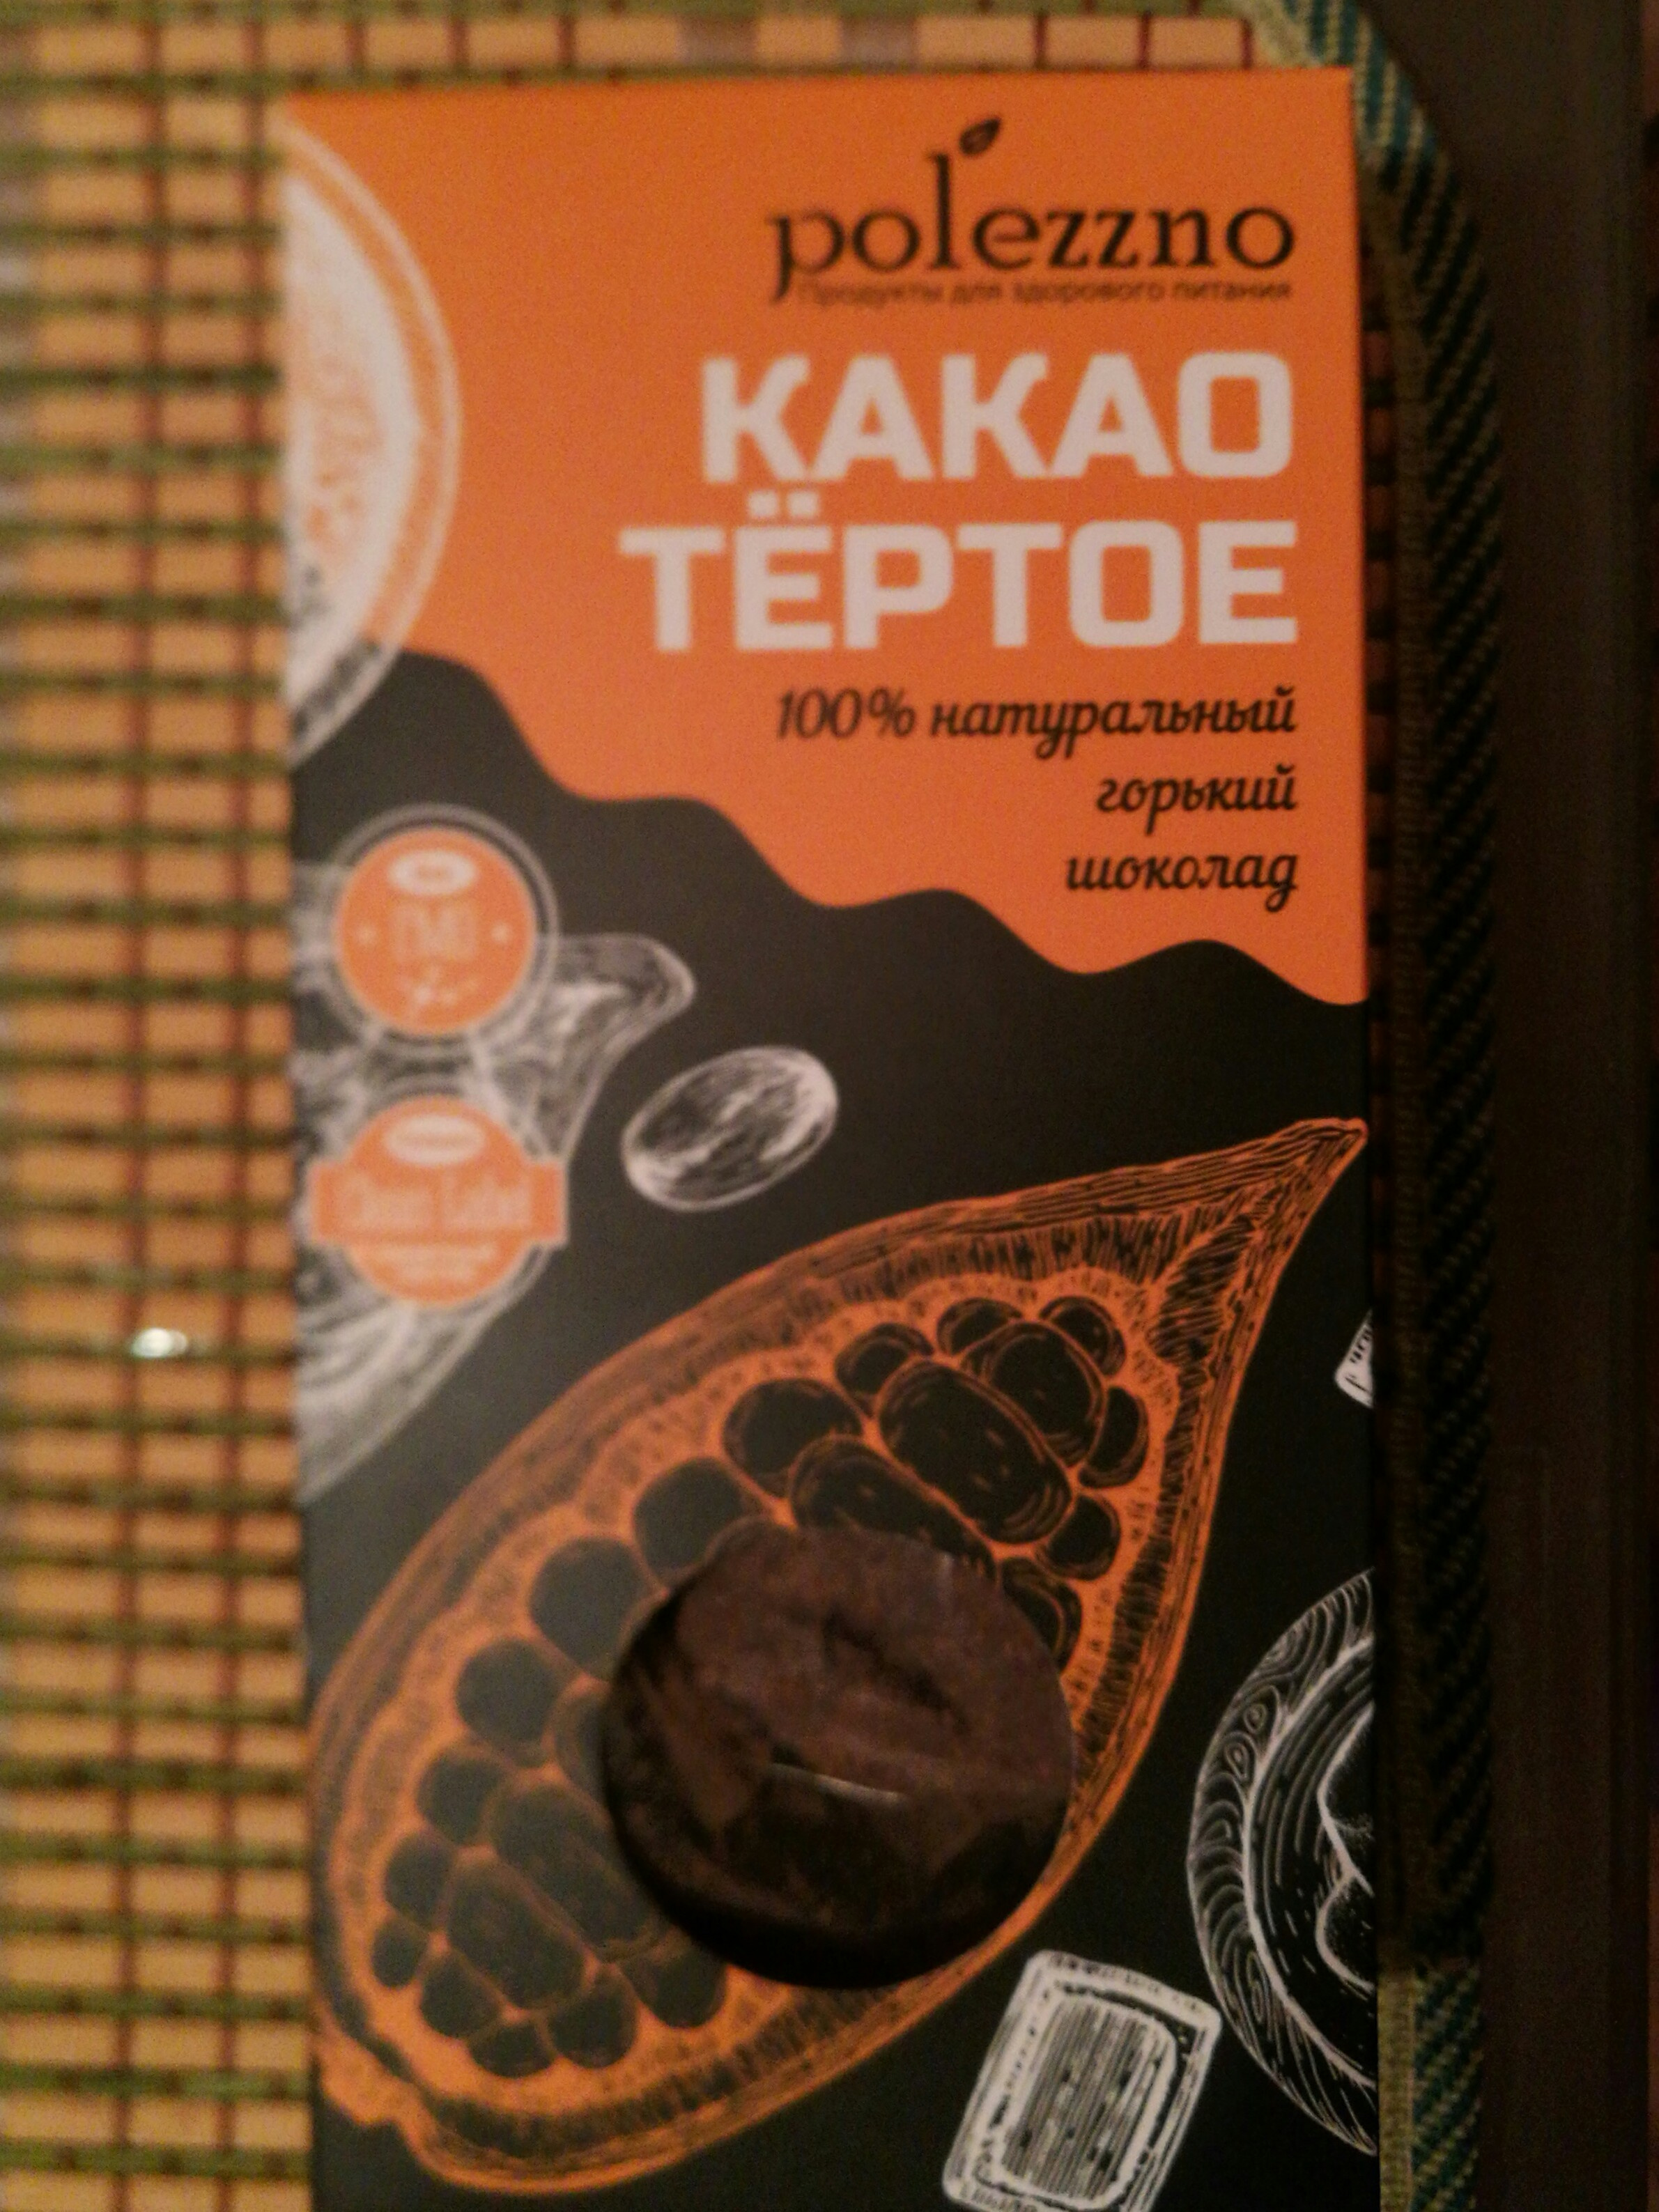 polezzno
Продукты для здорового питания
КАКАО
ТЁРТОЕ
100% натуральный
горький
шоколад